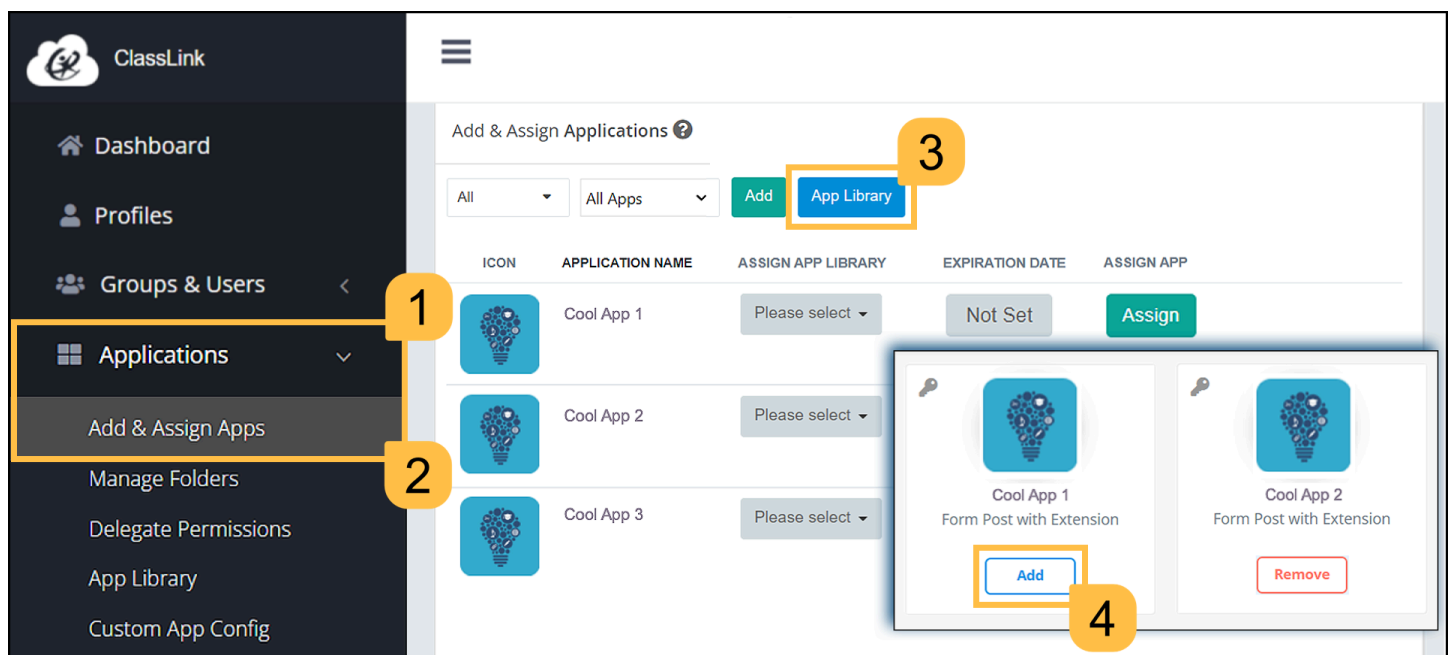 ClassLink
Dashboard
Profiles
Groups & Users
1
Applications
Add & Assign Apps
2
Manage Folders
Delegate Permissions
App Library
Custom App Config
Add & Assign Applications ?
3
All All Apps Add App Library
ICON APPLICATION NAME ASSIGN APP LIBRARY EXPIRATION DATE ASSIGN APP
Cool App 1 Please select Not Set Assign
Cool App 2 Please select
Cool App 3 Please select
Cool App 1
Form Post with Extension
Add
4
Cool App 2
Form Post with Extension
Remove